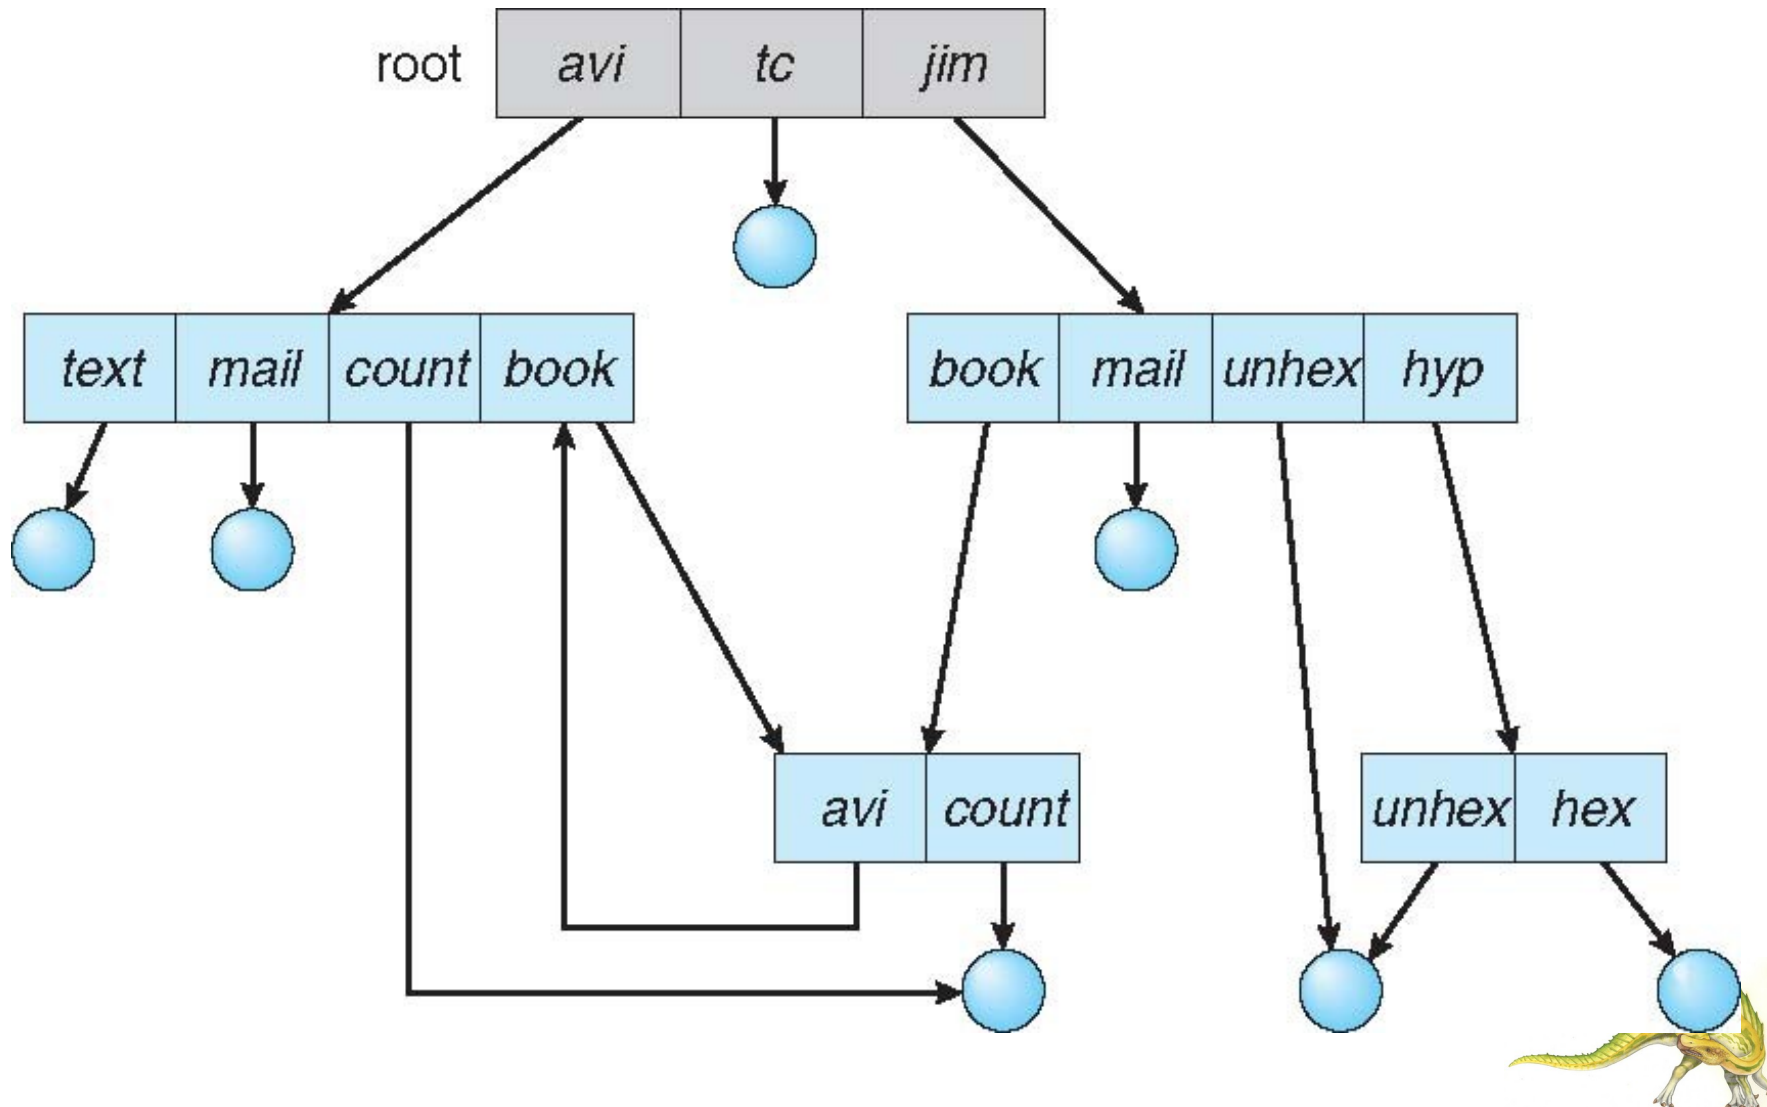 root avi tc jim
text mail count book book mail unhex hyp
avi count unhex hex